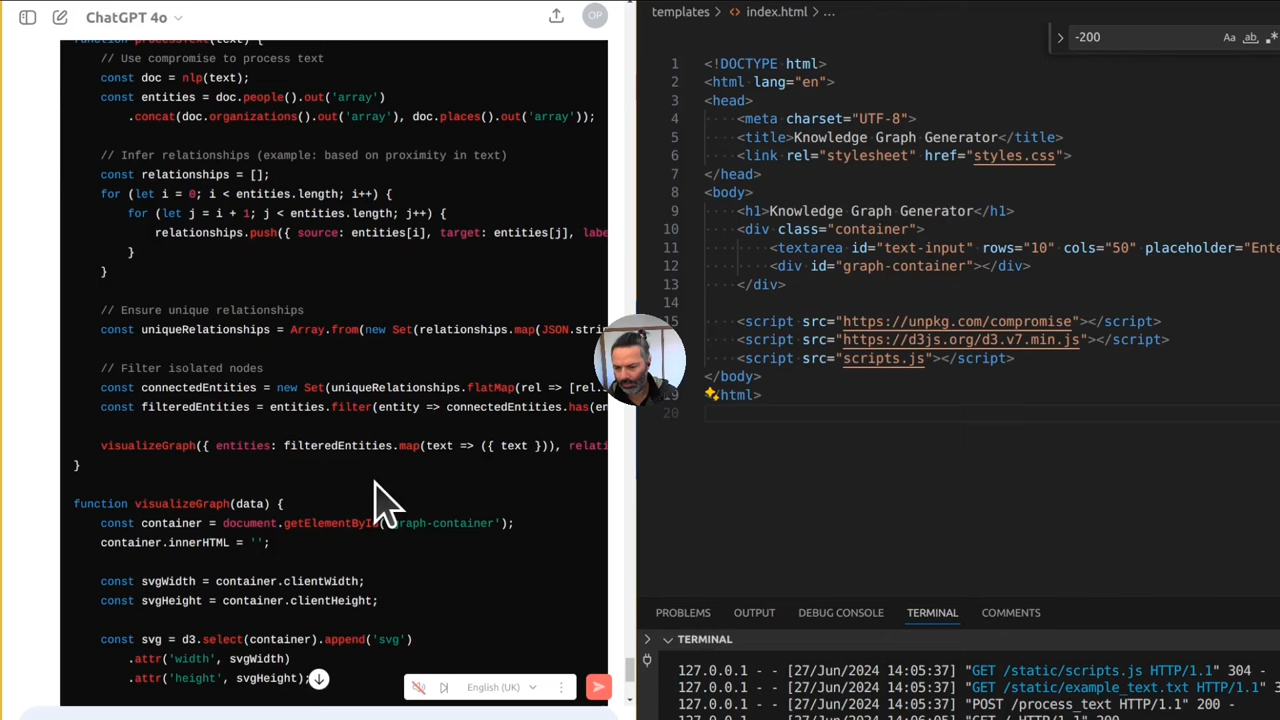 ChatGPT 4o
OP
function processText(text) {
// Use compromise to process text
const doc = nlp(text);
const entities = doc.people().out('array')
.concat(doc.organizations().out('array'), doc.places().out('array'));
// Infer relationships (example: based on proximity in text)
const relationships = [];
for (let i = 0; i < entities.length; i++) {
for (let j = i + 1; j < entities.length; j++) {
relationships.push({ source: entities[i], target: entities[j], labe
}
}
// Ensure unique relationships
const uniqueRelationships = Array.from(new Set(relationships.map(JSON.strin
// Filter isolated nodes
const connectedEntities = new Set(uniqueRelationships.flatMap(rel => [rel.
const filteredEntities = entities.filter(entity => connectedEntities.has(en
visualizeGraph({ entities: filteredEntities.map(text => ({ text })), relati
}
function visualizeGraph(data) {
const container = document.getElementById('graph-container');
container.innerHTML = '';
const svgWidth = container.clientWidth;
const svgHeight = container.clientHeight;
const svg = d3.select(container).append('svg')
.attr('width', svgWidth)
.attr('height', svgHeight);
English (UK)
templates > <> index.html > ...
-200
Aa ab .*
1 <!DOCTYPE html>
2 <html lang="en">
3 <head>
4 <meta charset="UTF-8">
5 <title>Knowledge Graph Generator</title>
6 <link rel="stylesheet" href="styles.css">
7 </head>
8 <body>
9 <h1>Knowledge Graph Generator</h1>
10 <div class="container">
11 <textarea id="text-input" rows="10" cols="50" placeholder="Ente
12 <div id="graph-container"></div>
13 </div>
14
15 <script src="https://unpkg.com/compromise"></script>
16 <script src="https://d3js.org/d3.v7.min.js"></script>
17 <script src="scripts.js"></script>
18 </body>
19 </html>
20
PROBLEMS OUTPUT DEBUG CONSOLE TERMINAL COMMENTS
TERMINAL
127.0.0.1 - - [27/Jun/2024 14:05:37] "GET /static/scripts.js HTTP/1.1" 304 -
127.0.0.1 - - [27/Jun/2024 14:05:37] "GET /static/example_text.txt HTTP/1.1" 3
127.0.0.1 - - [27/Jun/2024 14:05:37] "POST /process_text HTTP/1.1" 200 -